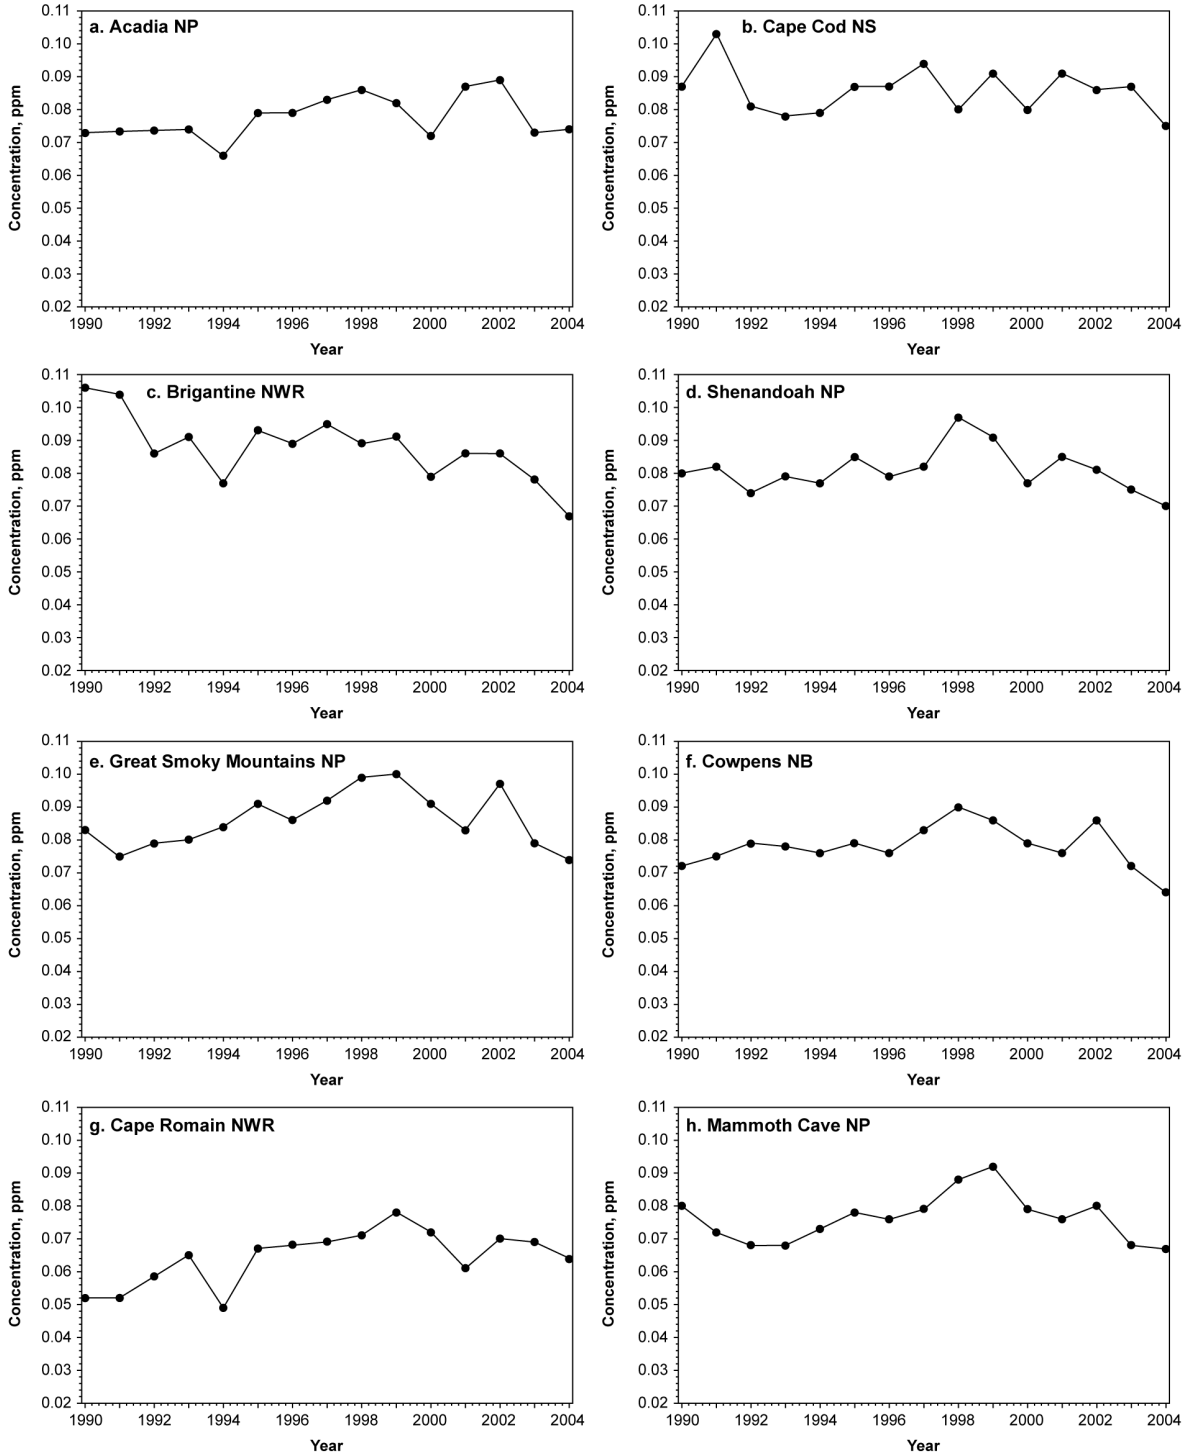 a. Acadia NP
Concentration, ppm
0.11
0.10
0.09
0.08
0.07
0.06
0.05
0.04
0.03
0.02
1990 1992 1994 1996 1998 2000 2002 2004
Year
b. Cape Cod NS
Concentration, ppm
0.11
0.10
0.09
0.08
0.07
0.06
0.05
0.04
0.03
0.02
1990 1992 1994 1996 1998 2000 2002 2004
Year
c. Brigantine NWR
Concentration, ppm
0.11
0.10
0.09
0.08
0.07
0.06
0.05
0.04
0.03
0.02
1990 1992 1994 1996 1998 2000 2002 2004
Year
d. Shenandoah NP
Concentration, ppm
0.11
0.10
0.09
0.08
0.07
0.06
0.05
0.04
0.03
0.02
1990 1992 1994 1996 1998 2000 2002 2004
Year
e. Great Smoky Mountains NP
Concentration, ppm
0.11
0.10
0.09
0.08
0.07
0.06
0.05
0.04
0.03
0.02
1990 1992 1994 1996 1998 2000 2002 2004
Year
f. Cowpens NB
Concentration, ppm
0.11
0.10
0.09
0.08
0.07
0.06
0.05
0.04
0.03
0.02
1990 1992 1994 1996 1998 2000 2002 2004
Year
g. Cape Romain NWR
Concentration, ppm
0.11
0.10
0.09
0.08
0.07
0.06
0.05
0.04
0.03
0.02
1990 1992 1994 1996 1998 2000 2002 2004
Year
h. Mammoth Cave NP
Concentration, ppm
0.11
0.10
0.09
0.08
0.07
0.06
0.05
0.04
0.03
0.02
1990 1992 1994 1996 1998 2000 2002 2004
Year